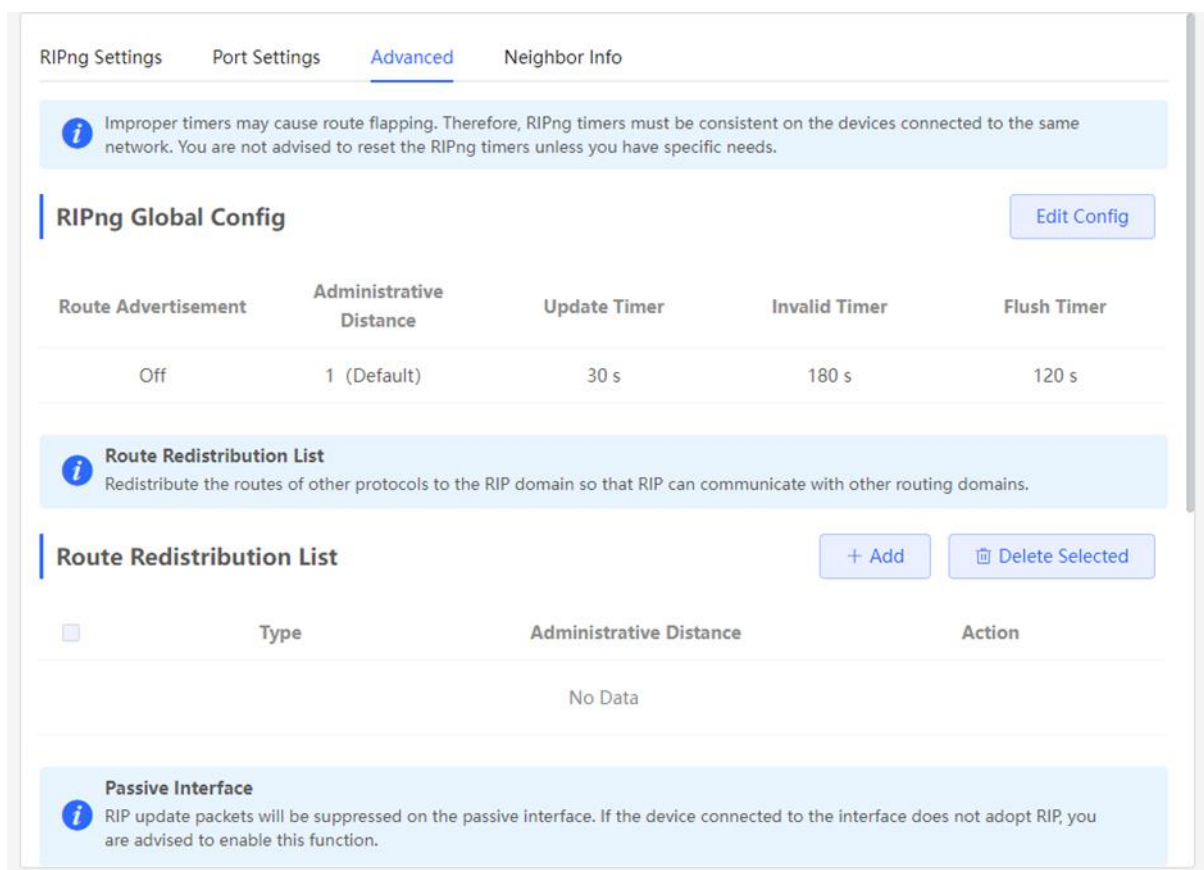 RIPng Settings Port Settings Advanced Neighbor Info
Improper timers may cause route flapping. Therefore, RIPng timers must be consistent on the devices connected to the same
network. You are not advised to reset the RIPng timers unless you have specific needs.
RIPng Global Config Edit Config
Route Advertisement Administrative Distance Update Timer Invalid Timer Flush Timer
Off 1 (Default) 30 s 180 s 120 s
Route Redistribution List
Redistribute the routes of other protocols to the RIP domain so that RIP can communicate with other routing domains.
Route Redistribution List + Add Delete Selected
Type Administrative Distance Action
No Data
Passive Interface
RIP update packets will be suppressed on the passive interface. If the device connected to the interface does not adopt RIP, you
are advised to enable this function.